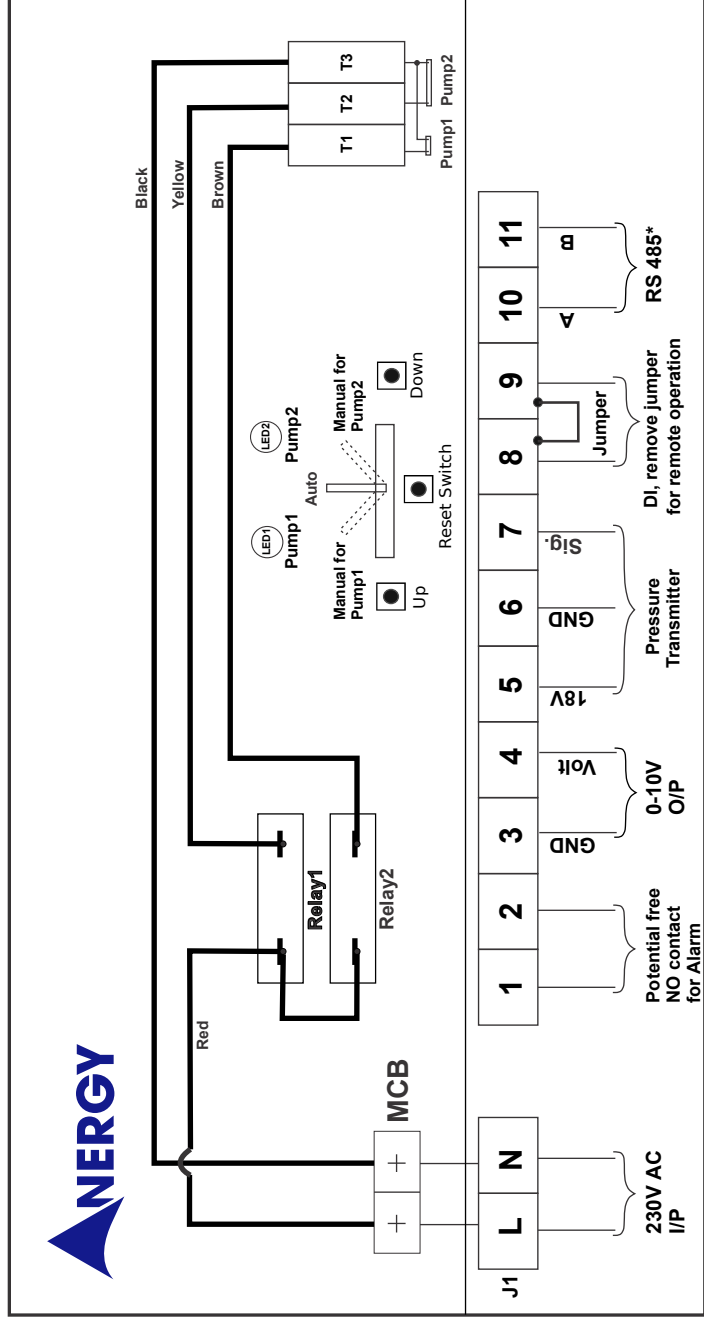 NERGY
Black
Yellow
Brown
Red
T1
T2
T3
Pump1
Pump2
Relay1
Relay2
LED1
Pump1
LED2
Pump2
Auto
Manual for
Pump1
Manual for
Pump2
Up
Reset Switch
Down
MCB
J1
L
N
1
2
3
4
5
6
7
8
9
10
11
GND
Volt
18V
GND
Sig.
Jumper
A
B
230V AC
I/P
Potential free
NO contact
for Alarm
0-10V
O/P
Pressure
Transmitter
DI, remove jumper
for remote operation
RS 485*